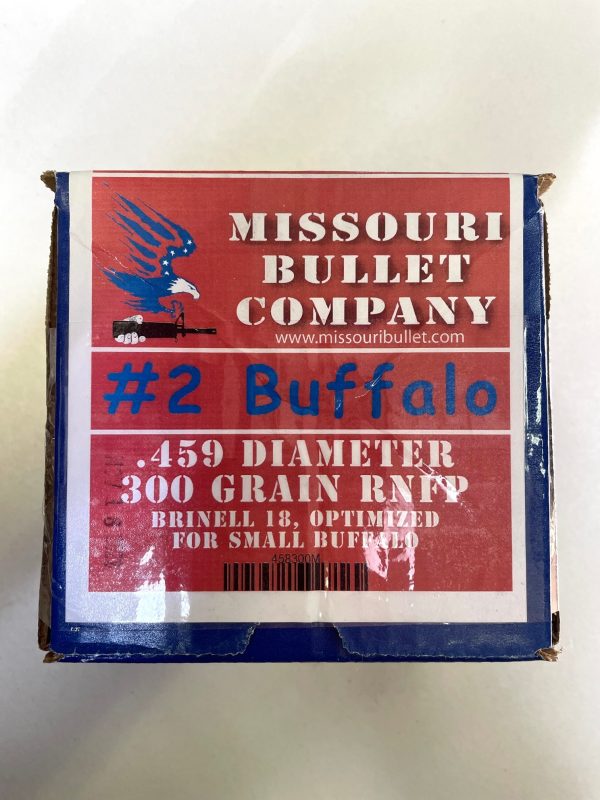 MISSOURI
BULLET
COMPANY
www.missouribullet.com
#2 Buffalo
.459 DIAMETER
300 GRAIN RNFP
BRINELL 18, OPTIMIZED
FOR SMALL BUFFALO
458300M